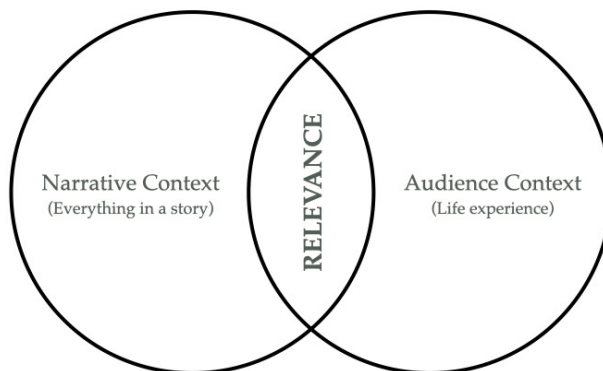 Narrative Context
(Everything in a story)
RELEVANCE
Audience Context
(Life experience)